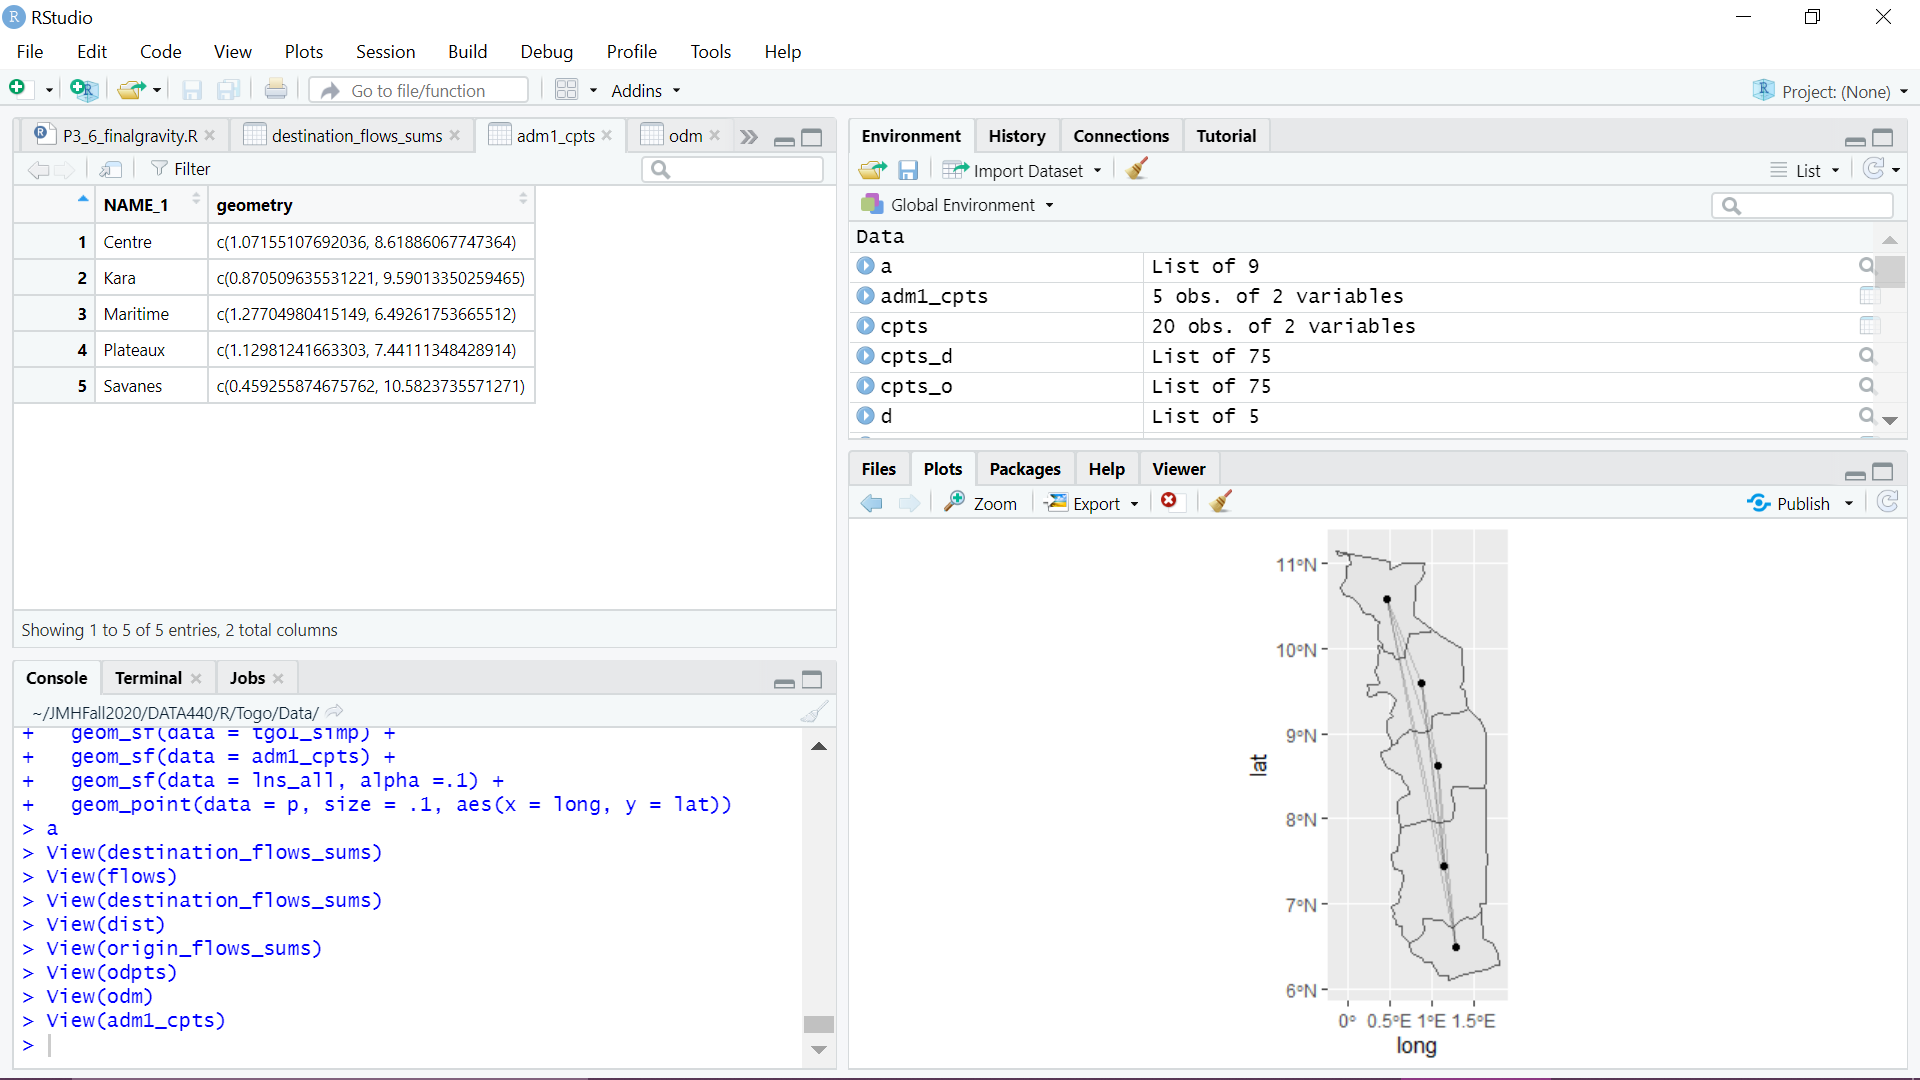 RStudio
File Edit Code View Plots Session Build Debug Profile Tools Help
Go to file/function Addins Project: (None)
P3_6_finalgravity.R destination_flows_sums adm1_cpts odm
Filter
NAME_1 geometry
1 Centre c(1.07155107692036, 8.61886067747364)
2 Kara c(0.870509635531221, 9.59013350259465)
3 Maritime c(1.27704980415149, 6.49261753665512)
4 Plateaux c(1.12981241663303, 7.44111348428914)
5 Savanes c(0.459255874675762, 10.5823735571271)
Showing 1 to 5 of 5 entries, 2 total columns
Console Terminal Jobs
~/JMHFall2020/DATA440/R/Togo/Data/
+ geom_sf(data = tgo1_simp) +
+ geom_sf(data = adm1_cpts) +
+ geom_sf(data = lns_all, alpha =.1) +
+ geom_point(data = p, size = .1, aes(x = long, y = lat))
> a
> View(destination_flows_sums)
> View(flows)
> View(destination_flows_sums)
> View(dist)
> View(origin_flows_sums)
> View(odpts)
> View(odm)
> View(adm1_cpts)
>
Environment History Connections Tutorial
Import Dataset List
Global Environment
Data
a List of 9
adm1_cpts 5 obs. of 2 variables
cpts 20 obs. of 2 variables
cpts_d List of 75
cpts_o List of 75
d List of 5
Files Plots Packages Help Viewer
Zoom Export Publish
11°N
10°N
9°N
8°N
7°N
6°N
lat
0° 0.5°E 1°E 1.5°E
long